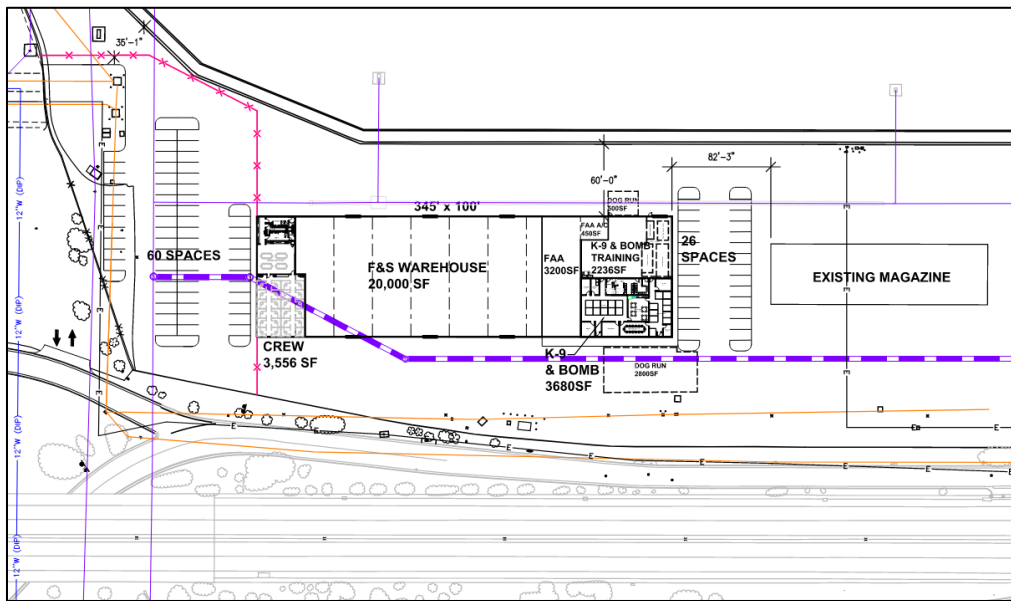 35'-1"
82'-3"
60'-0"
345' x 100'
DOG RUN
FAA A/C
450SF
60 SPACES
F&S WAREHOUSE
20,000 SF
FAA
3200SF
K-9 & BOMB
TRAINING
2236SF
26
SPACES
EXISTING MAGAZINE
CREW
3,556 SF
K-9
& BOMB
3680SF
DOG RUN
2800SF
12"W (DIP)
12"W (DIP)
12"W (DIP)
12"W (DIP)
12"W (DIP)
E
E
E
E
E
E
E
E
E
E
E